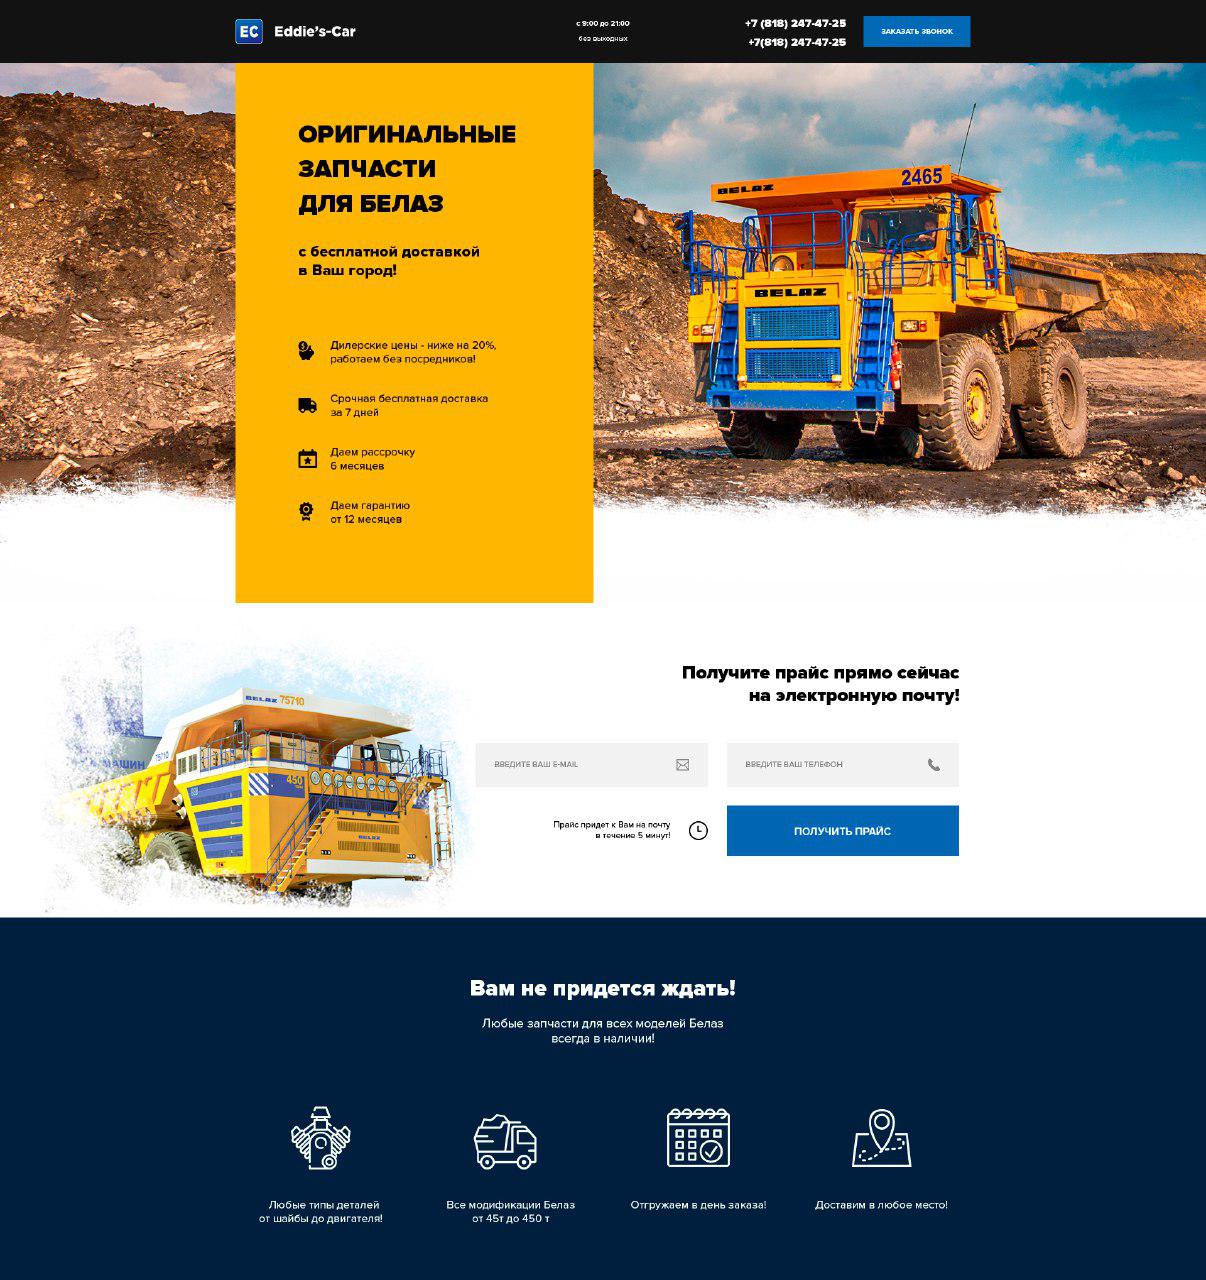 EC
Eddie's-Car
с 9:00 до 21:00
без выходных
+7 (818) 247-47-25
+7(818) 247-47-25
ЗАКАЗАТЬ ЗВОНОК
ОРИГИНАЛЬНЫЕ
ЗАПЧАСТИ
ДЛЯ БЕЛАЗ
с бесплатной доставкой
в Ваш город!
Дилерские цены - ниже на 20%,
работаем без посредников!
Срочная бесплатная доставка
за 7 дней
Даем рассрочку
6 месяцев
Даем гарантию
от 12 месяцев
BELAZ
2465
BELAZ
BELAZ 75710
МАШИН
75710
450
BELAZ
Получите прайс прямо сейчас
на электронную почту!
ВВЕДИТЕ ВАШ E-MAIL
ВВЕДИТЕ ВАШ ТЕЛЕФОН
Прайс придет к Вам на почту
в течение 5 минут!
ПОЛУЧИТЬ ПРАЙС
Вам не придется ждать!
Любые запчасти для всех моделей Белаз
всегда в наличии!
Любые типы деталей
от шайбы до двигателя!
Все модификации Белаз
от 45т до 450 т
Отгружаем в день заказа!
Доставим в любое место!